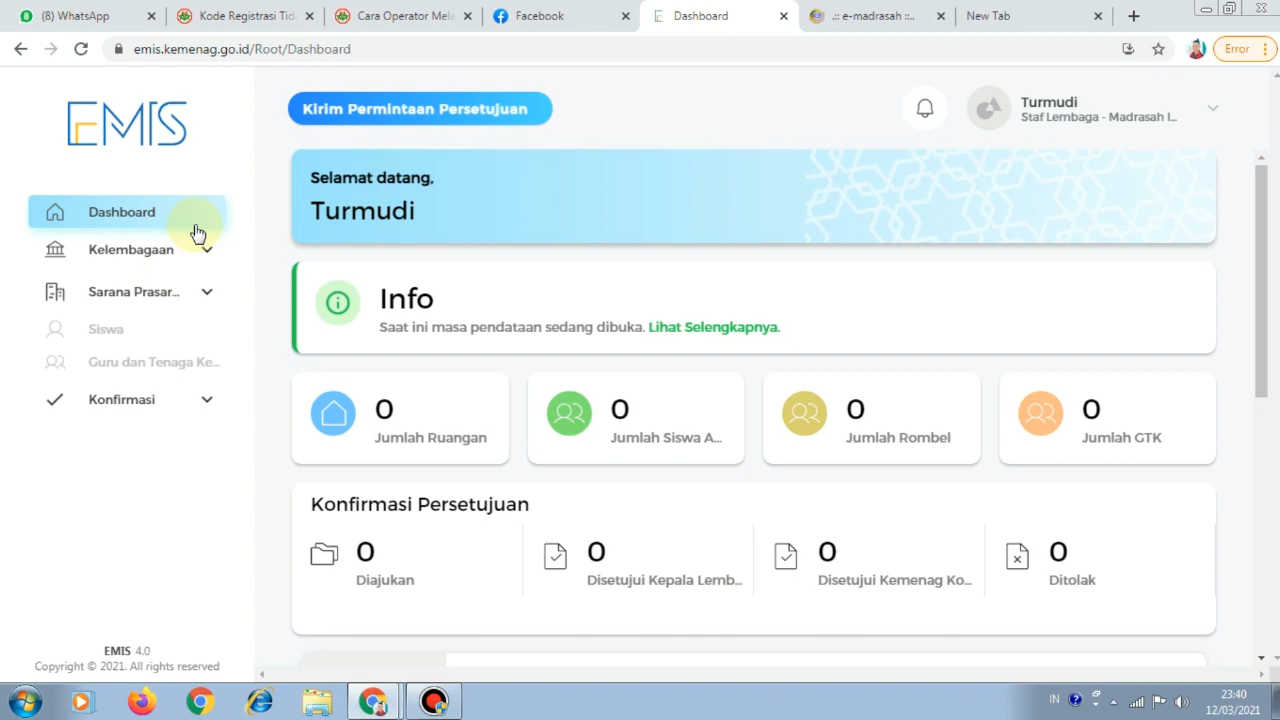 (8) WhatsApp
Kode Registrasi Tid
Cara Operator Mela
Facebook
Dashboard
.:: e-madrasah ::.
New Tab
emis.kemenag.go.id/Root/Dashboard
Error
EMIS
Kirim Permintaan Persetujuan
Turmudi
Staf Lembaga - Madrasah I...
Dashboard
Kelembagaan
Sarana Prasar...
Siswa
Guru dan Tenaga Ke...
Konfirmasi
Selamat datang,
Turmudi
Info
Saat ini masa pendataan sedang dibuka. Lihat Selengkapnya.
0
Jumlah Ruangan
0
Jumlah Siswa A...
0
Jumlah Rombel
0
Jumlah GTK
Konfirmasi Persetujuan
0
Diajukan
0
Disetujui Kepala Lemb...
0
Disetujui Kemenag Ko...
0
Ditolak
EMIS 4.0
Copyright © 2021. All rights reserved
IN
23:40
12/03/2021